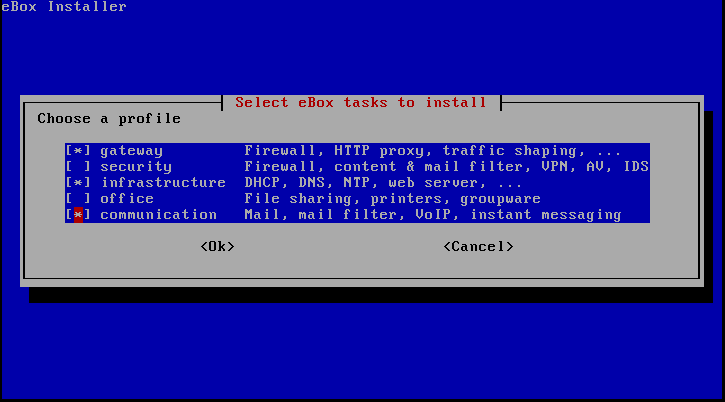 eBox Installer
Select eBox tasks to install
Choose a profile
[*] gateway Firewall, HTTP proxy, traffic shaping, ...
[ ] security Firewall, content & mail filter, VPN, AV, IDS
[*] infrastructure DHCP, DNS, NTP, web server, ...
[ ] office File sharing, printers, groupware
[*] communication Mail, mail filter, VoIP, instant messaging
<Ok> <Cancel>